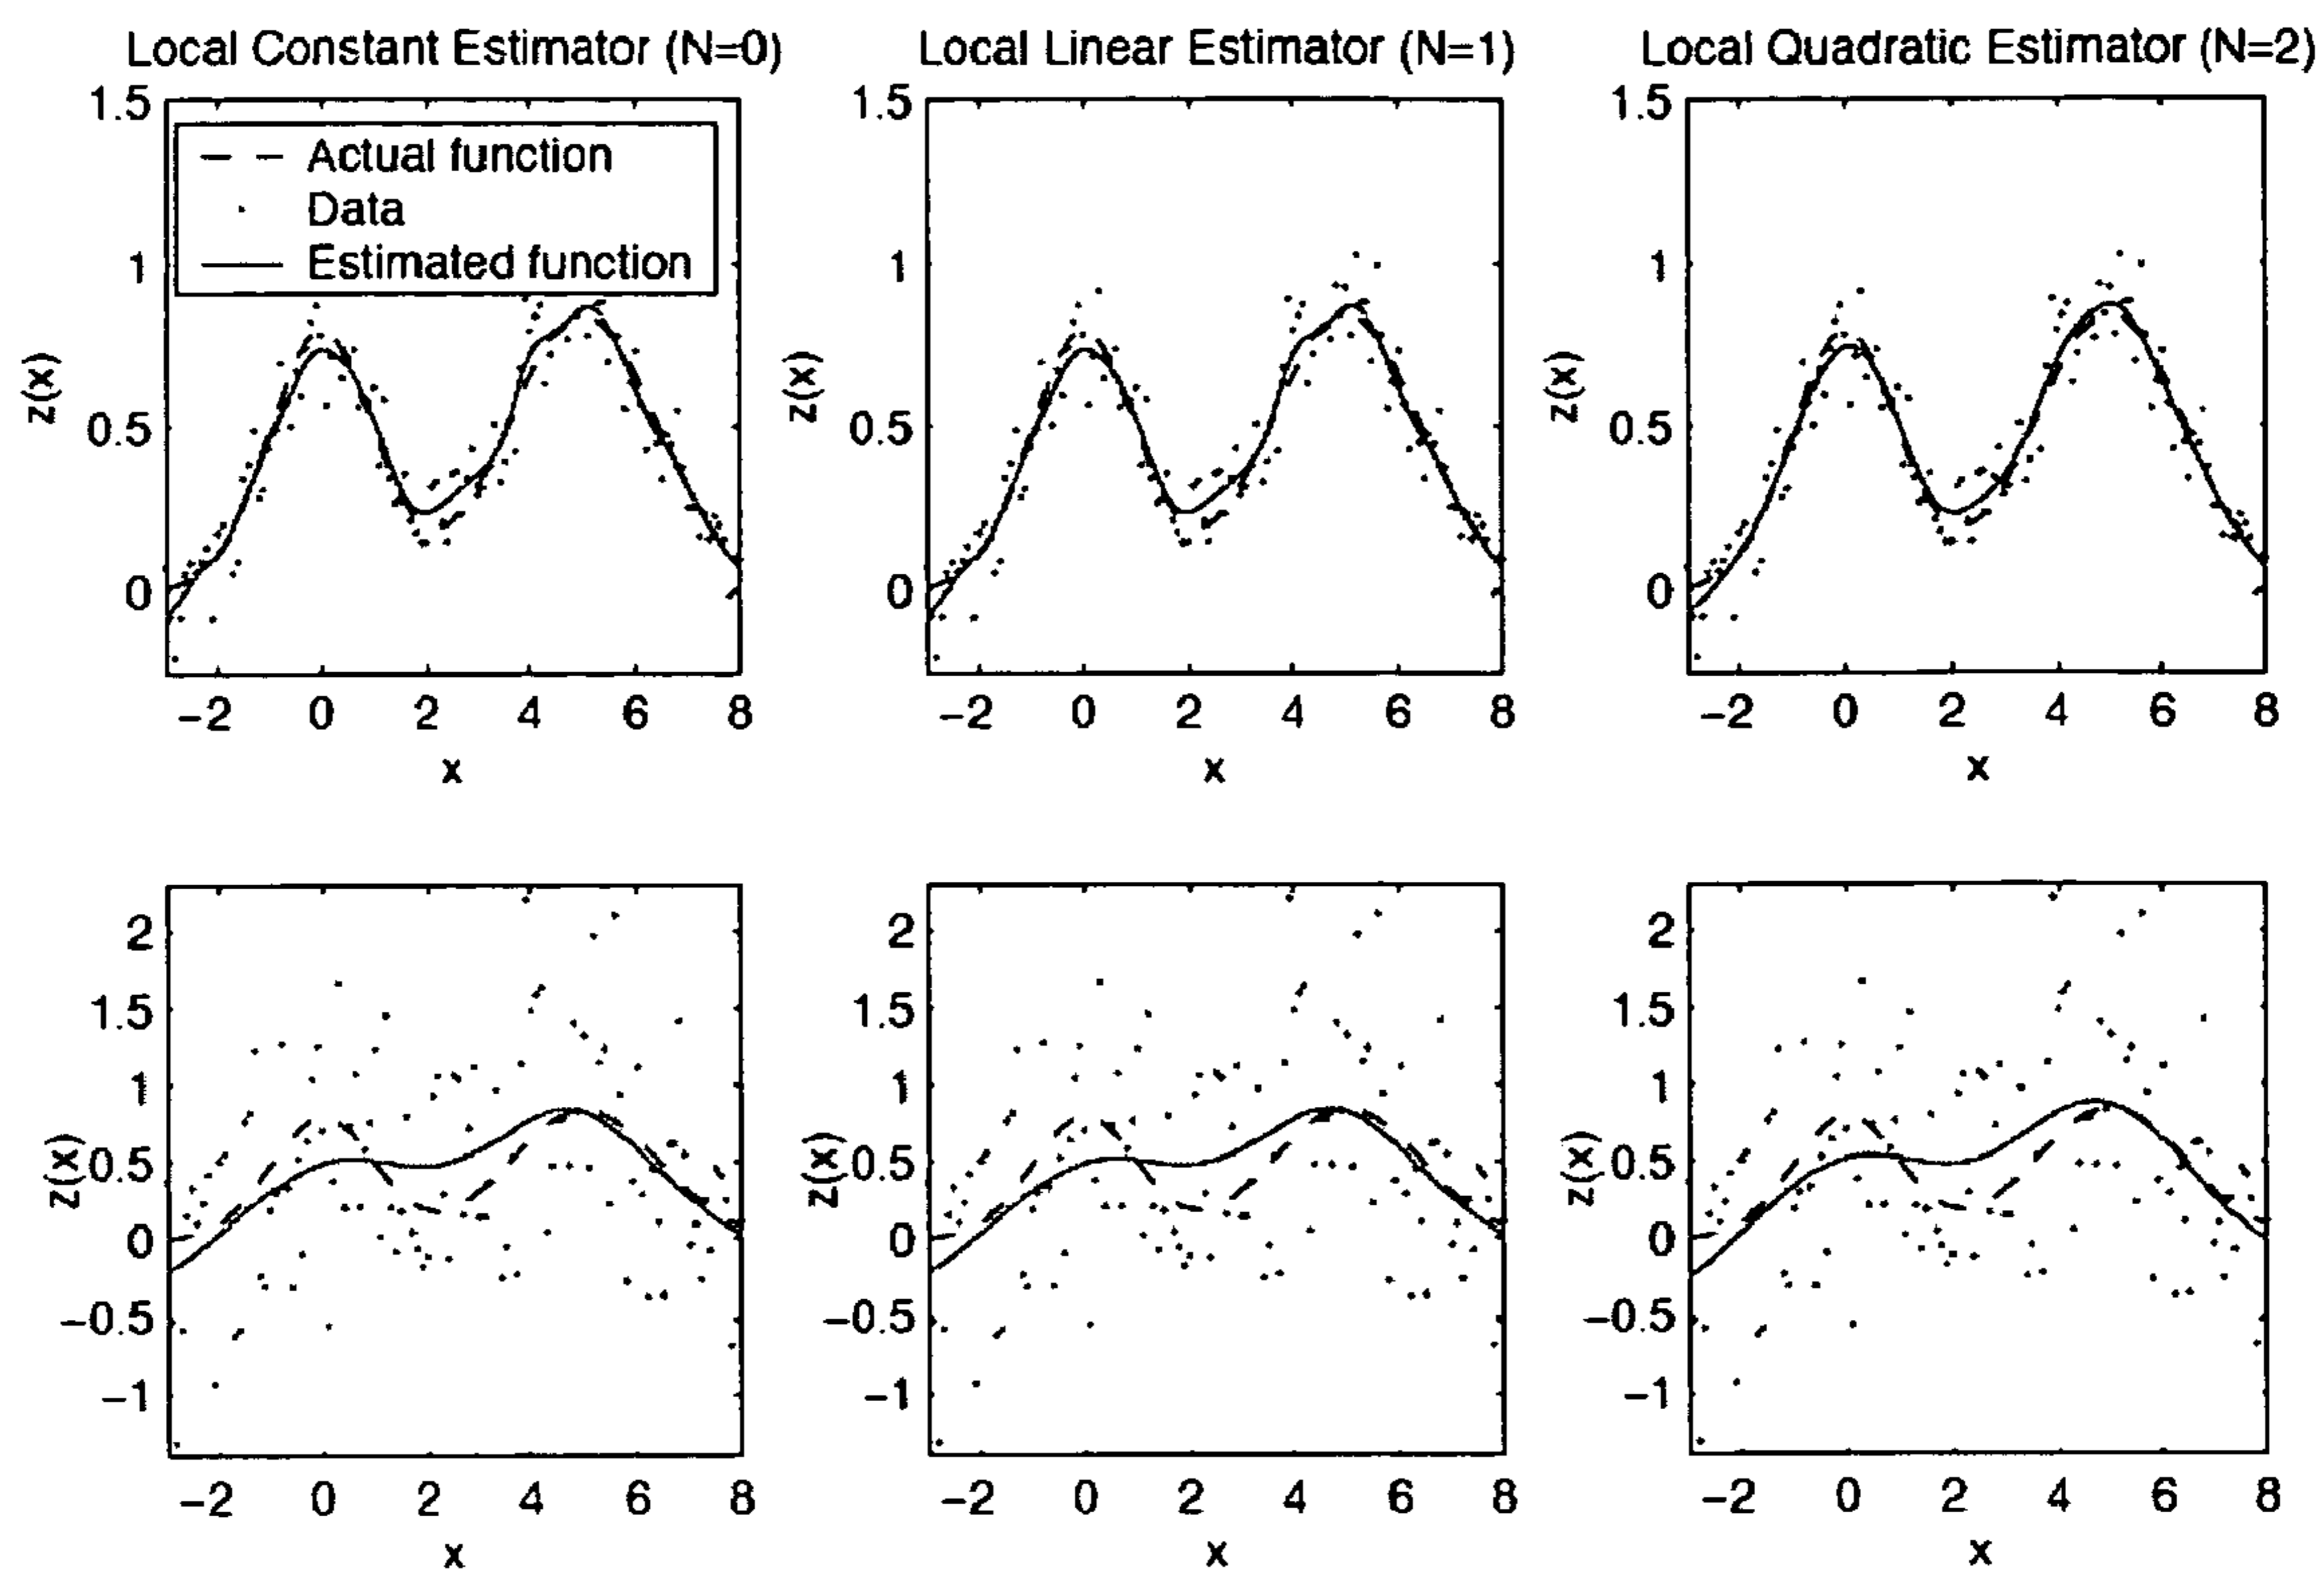 Local Constant Estimator (N=0)
Local Linear Estimator (N=1)
Local Quadratic Estimator (N=2)
1.5
1
0.5
0
z(x)
Actual function
Data
Estimated function
−2 0 2 4 6 8
x
1.5
1
0.5
0
z(x)
−2 0 2 4 6 8
x
1.5
1
0.5
0
z(x)
−2 0 2 4 6 8
x
2
1.5
1
0.5
0
−0.5
−1
z(x)
−2 0 2 4 6 8
x
2
1.5
1
0.5
0
−0.5
−1
z(x)
−2 0 2 4 6 8
x
2
1.5
1
0.5
0
−0.5
−1
z(x)
−2 0 2 4 6 8
x